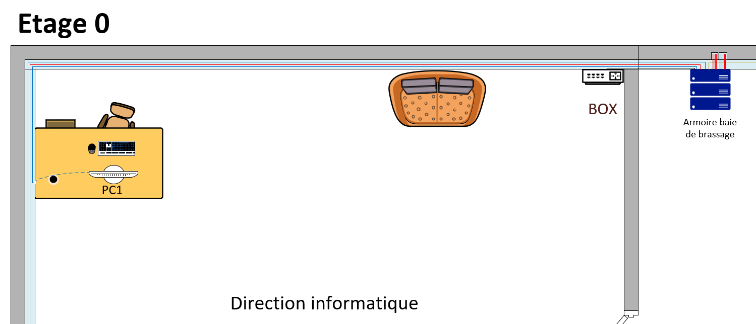 Etage 0
BOX
Armoire baie
de brassage
PC1
Direction informatique